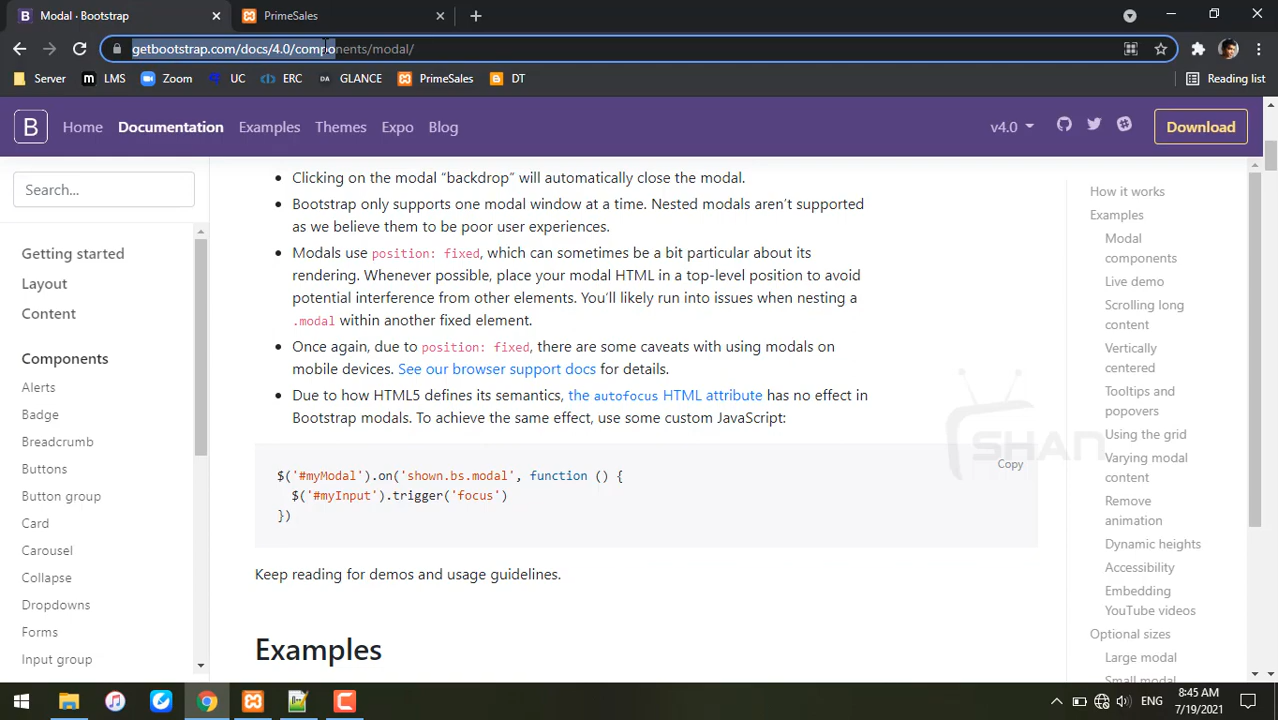 Modal · Bootstrap
PrimeSales
getbootstrap.com/docs/4.0/components/modal/
Server
LMS
Zoom
UC
ERC
GLANCE
PrimeSales
DT
Reading list
B
Home
Documentation
Examples
Themes
Expo
Blog
v4.0
Download
Search...
Getting started
Layout
Content
Components
Alerts
Badge
Breadcrumb
Buttons
Button group
Card
Carousel
Collapse
Dropdowns
Forms
Input group
Clicking on the modal “backdrop” will automatically close the modal.
Bootstrap only supports one modal window at a time. Nested modals aren’t supported
as we believe them to be poor user experiences.
Modals use position: fixed, which can sometimes be a bit particular about its
rendering. Whenever possible, place your modal HTML in a top-level position to avoid
potential interference from other elements. You’ll likely run into issues when nesting a
.modal within another fixed element.
Once again, due to position: fixed, there are some caveats with using modals on
mobile devices. See our browser support docs for details.
Due to how HTML5 defines its semantics, the autofocus HTML attribute has no effect in
Bootstrap modals. To achieve the same effect, use some custom JavaScript:
Copy
$('#myModal').on('shown.bs.modal', function () {
$('#myInput').trigger('focus')
})
Keep reading for demos and usage guidelines.
Examples
How it works
Examples
Modal
components
Live demo
Scrolling long
content
Vertically
centered
Tooltips and
popovers
Using the grid
Varying modal
content
Remove
animation
Dynamic heights
Accessibility
Embedding
YouTube videos
Optional sizes
Large modal
Small modal
SHAN
ENG
8:45 AM
7/19/2021